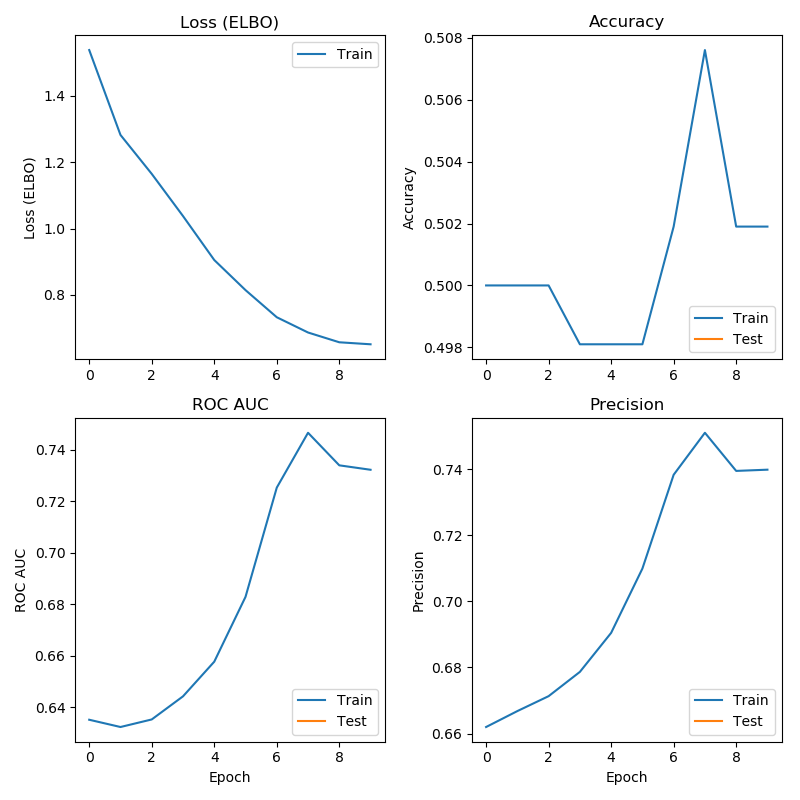 Loss (ELBO)
Loss (ELBO)
1.4
1.2
1.0
0.8
0 2 4 6 8
Train
Accuracy
Accuracy
0.508
0.506
0.504
0.502
0.500
0.498
0 2 4 6 8
Train
Test
ROC AUC
ROC AUC
0.74
0.72
0.70
0.68
0.66
0.64
0 2 4 6 8
Epoch
Train
Test
Precision
Precision
0.74
0.72
0.70
0.68
0.66
0 2 4 6 8
Epoch
Train
Test